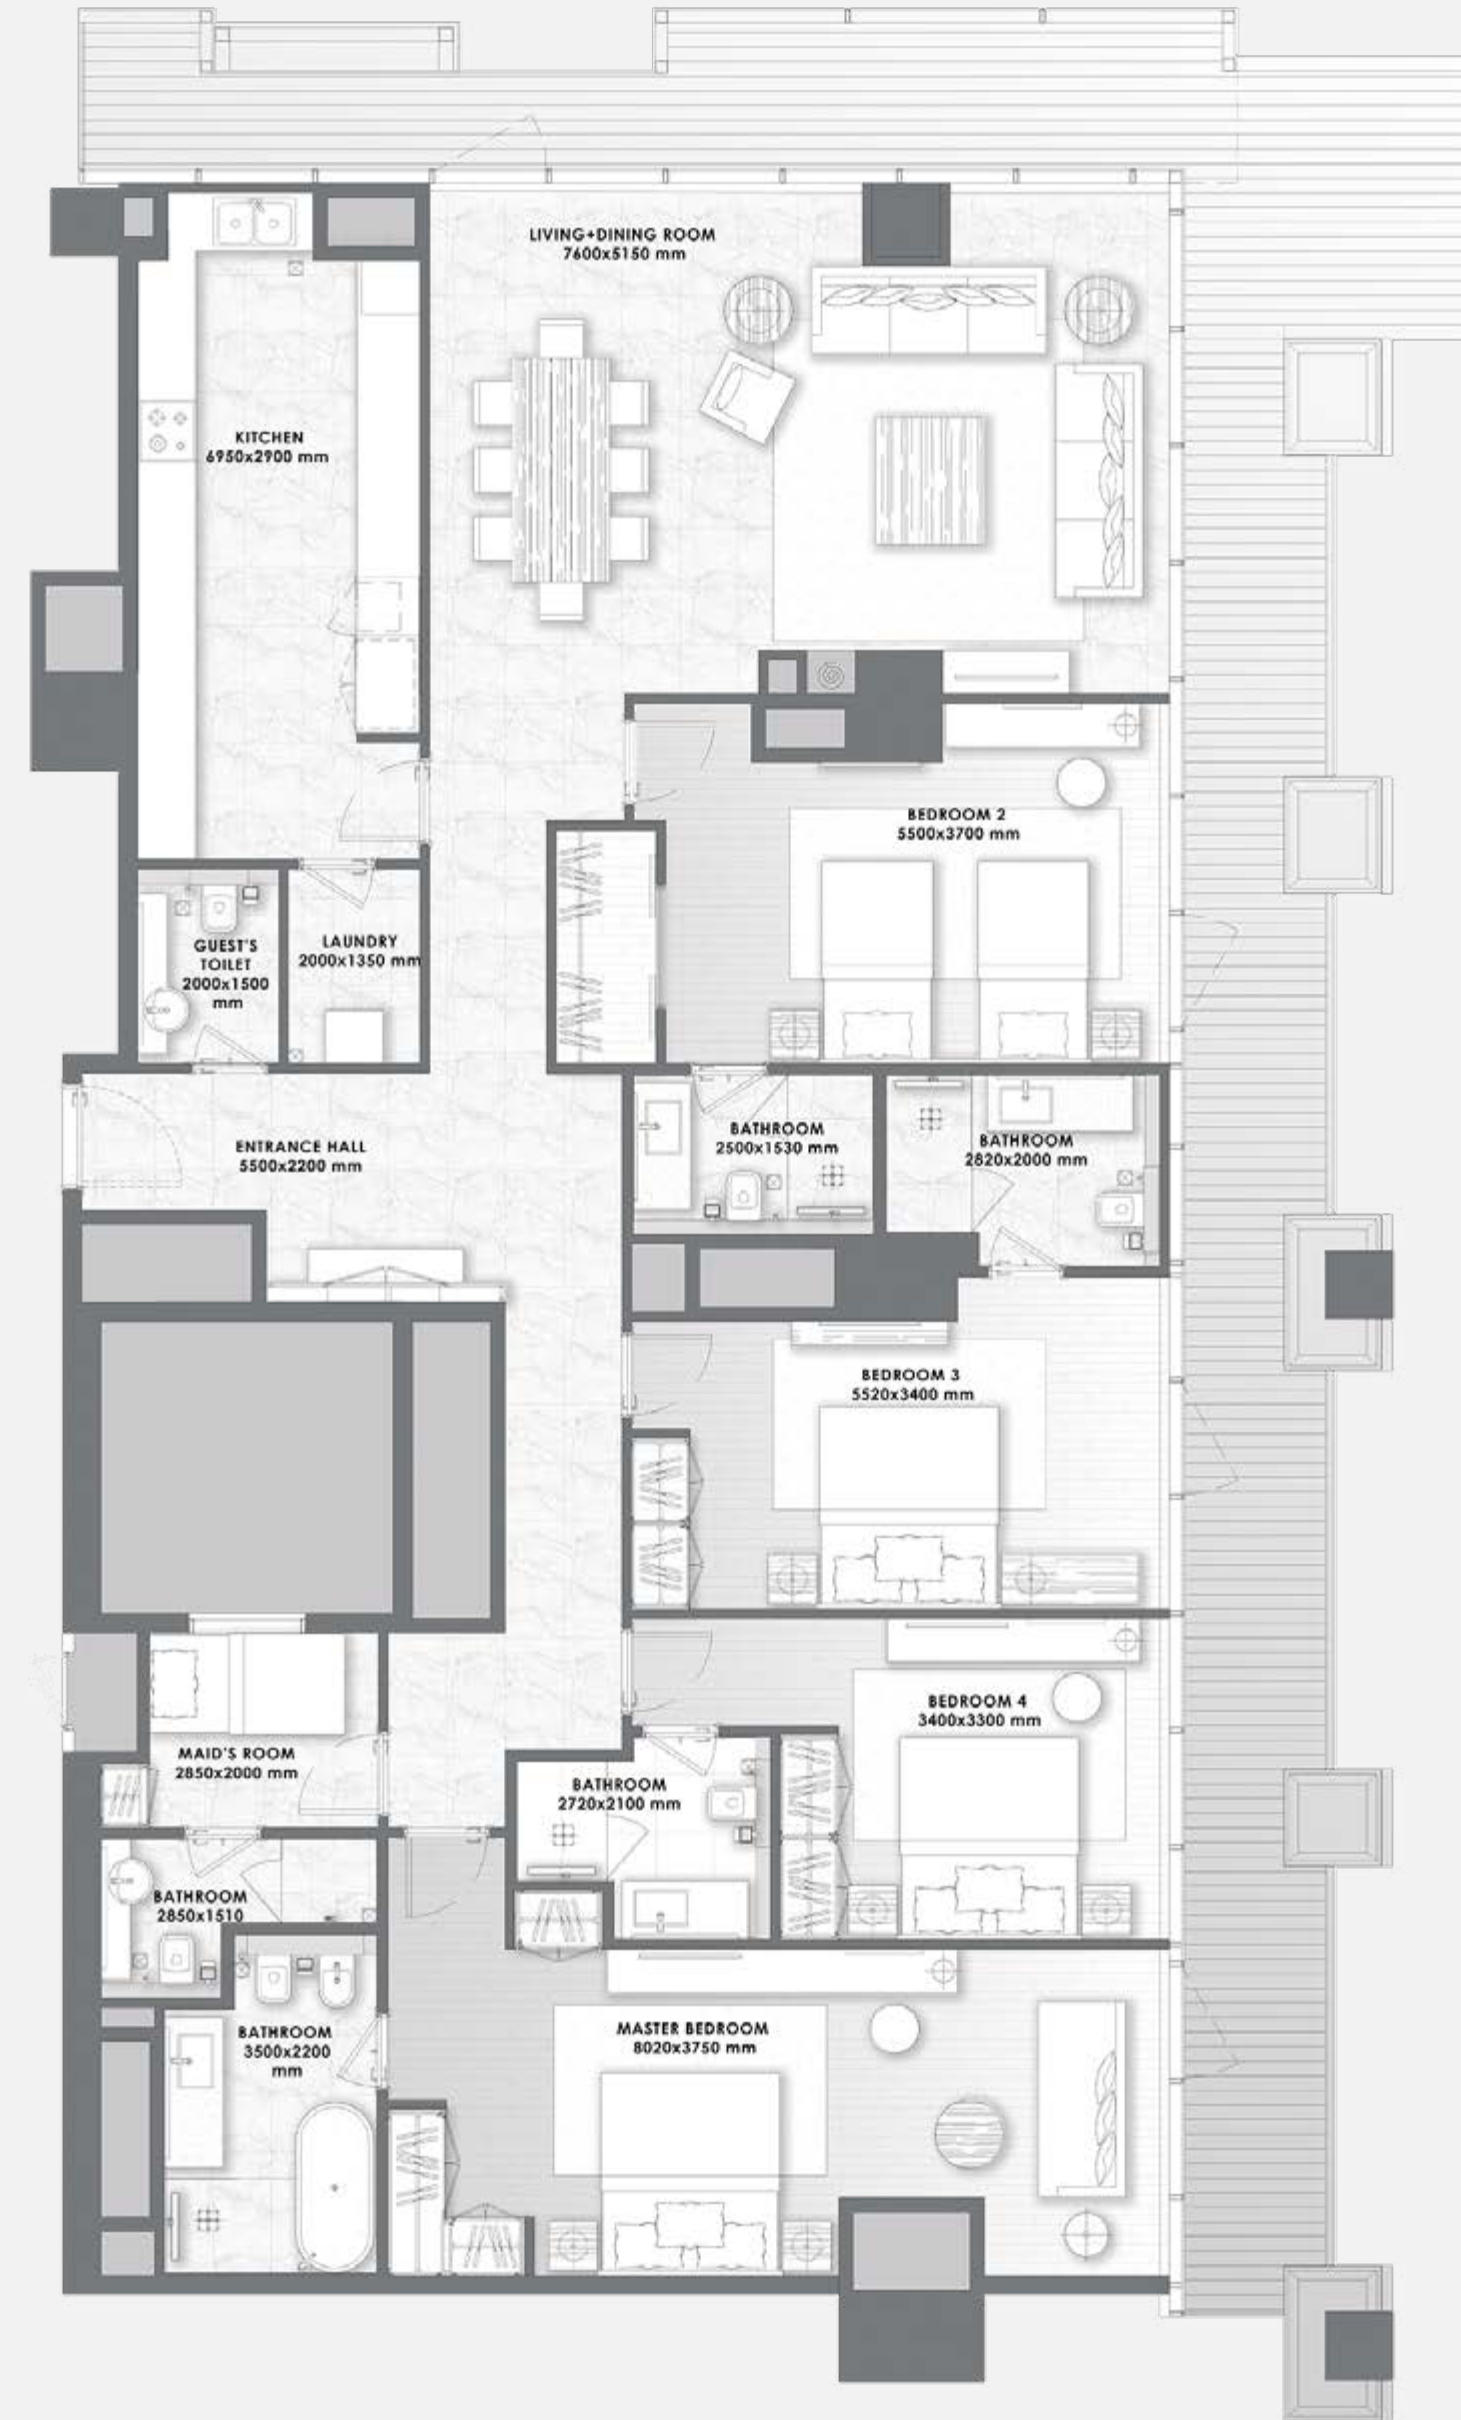 LIVING+DINING ROOM
7600x5150 mm
KITCHEN
6950x2900 mm
BEDROOM 2
5500x3700 mm
GUEST'S
TOILET
2000x1500
mm
LAUNDRY
2000x1350 mm
ENTRANCE HALL
5500x2200 mm
BATHROOM
2500x1530 mm
BATHROOM
2820x2000 mm
BEDROOM 3
5520x3400 mm
BEDROOM 4
3400x3300 mm
MAID'S ROOM
2850x2000 mm
BATHROOM
2720x2100 mm
BATHROOM
2850x1510
BATHROOM
3500x2200
mm
MASTER BEDROOM
8020x3750 mm